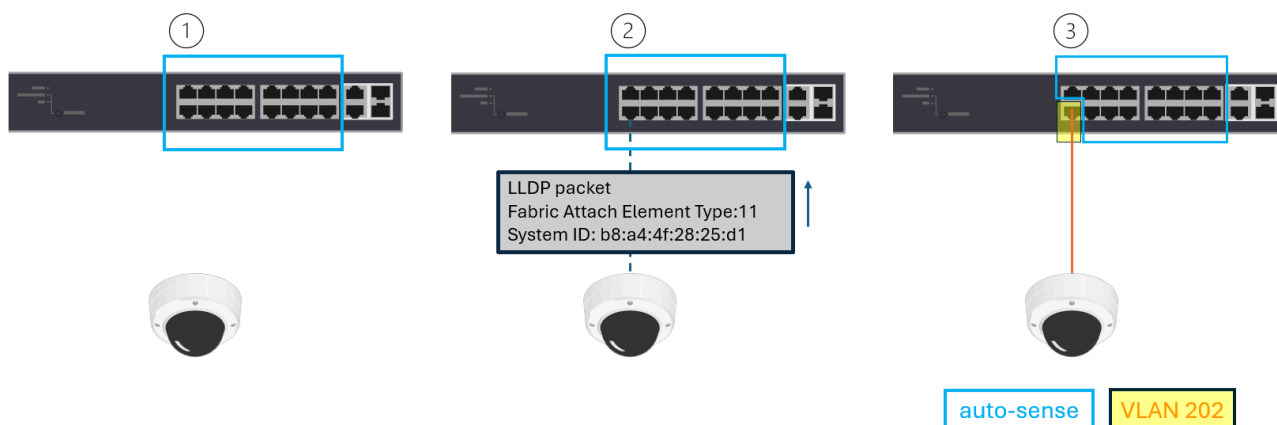 1
2
3
LLDP packet
Fabric Attach Element Type:11
System ID: b8:a4:4f:28:25:d1
auto-sense
VLAN 202